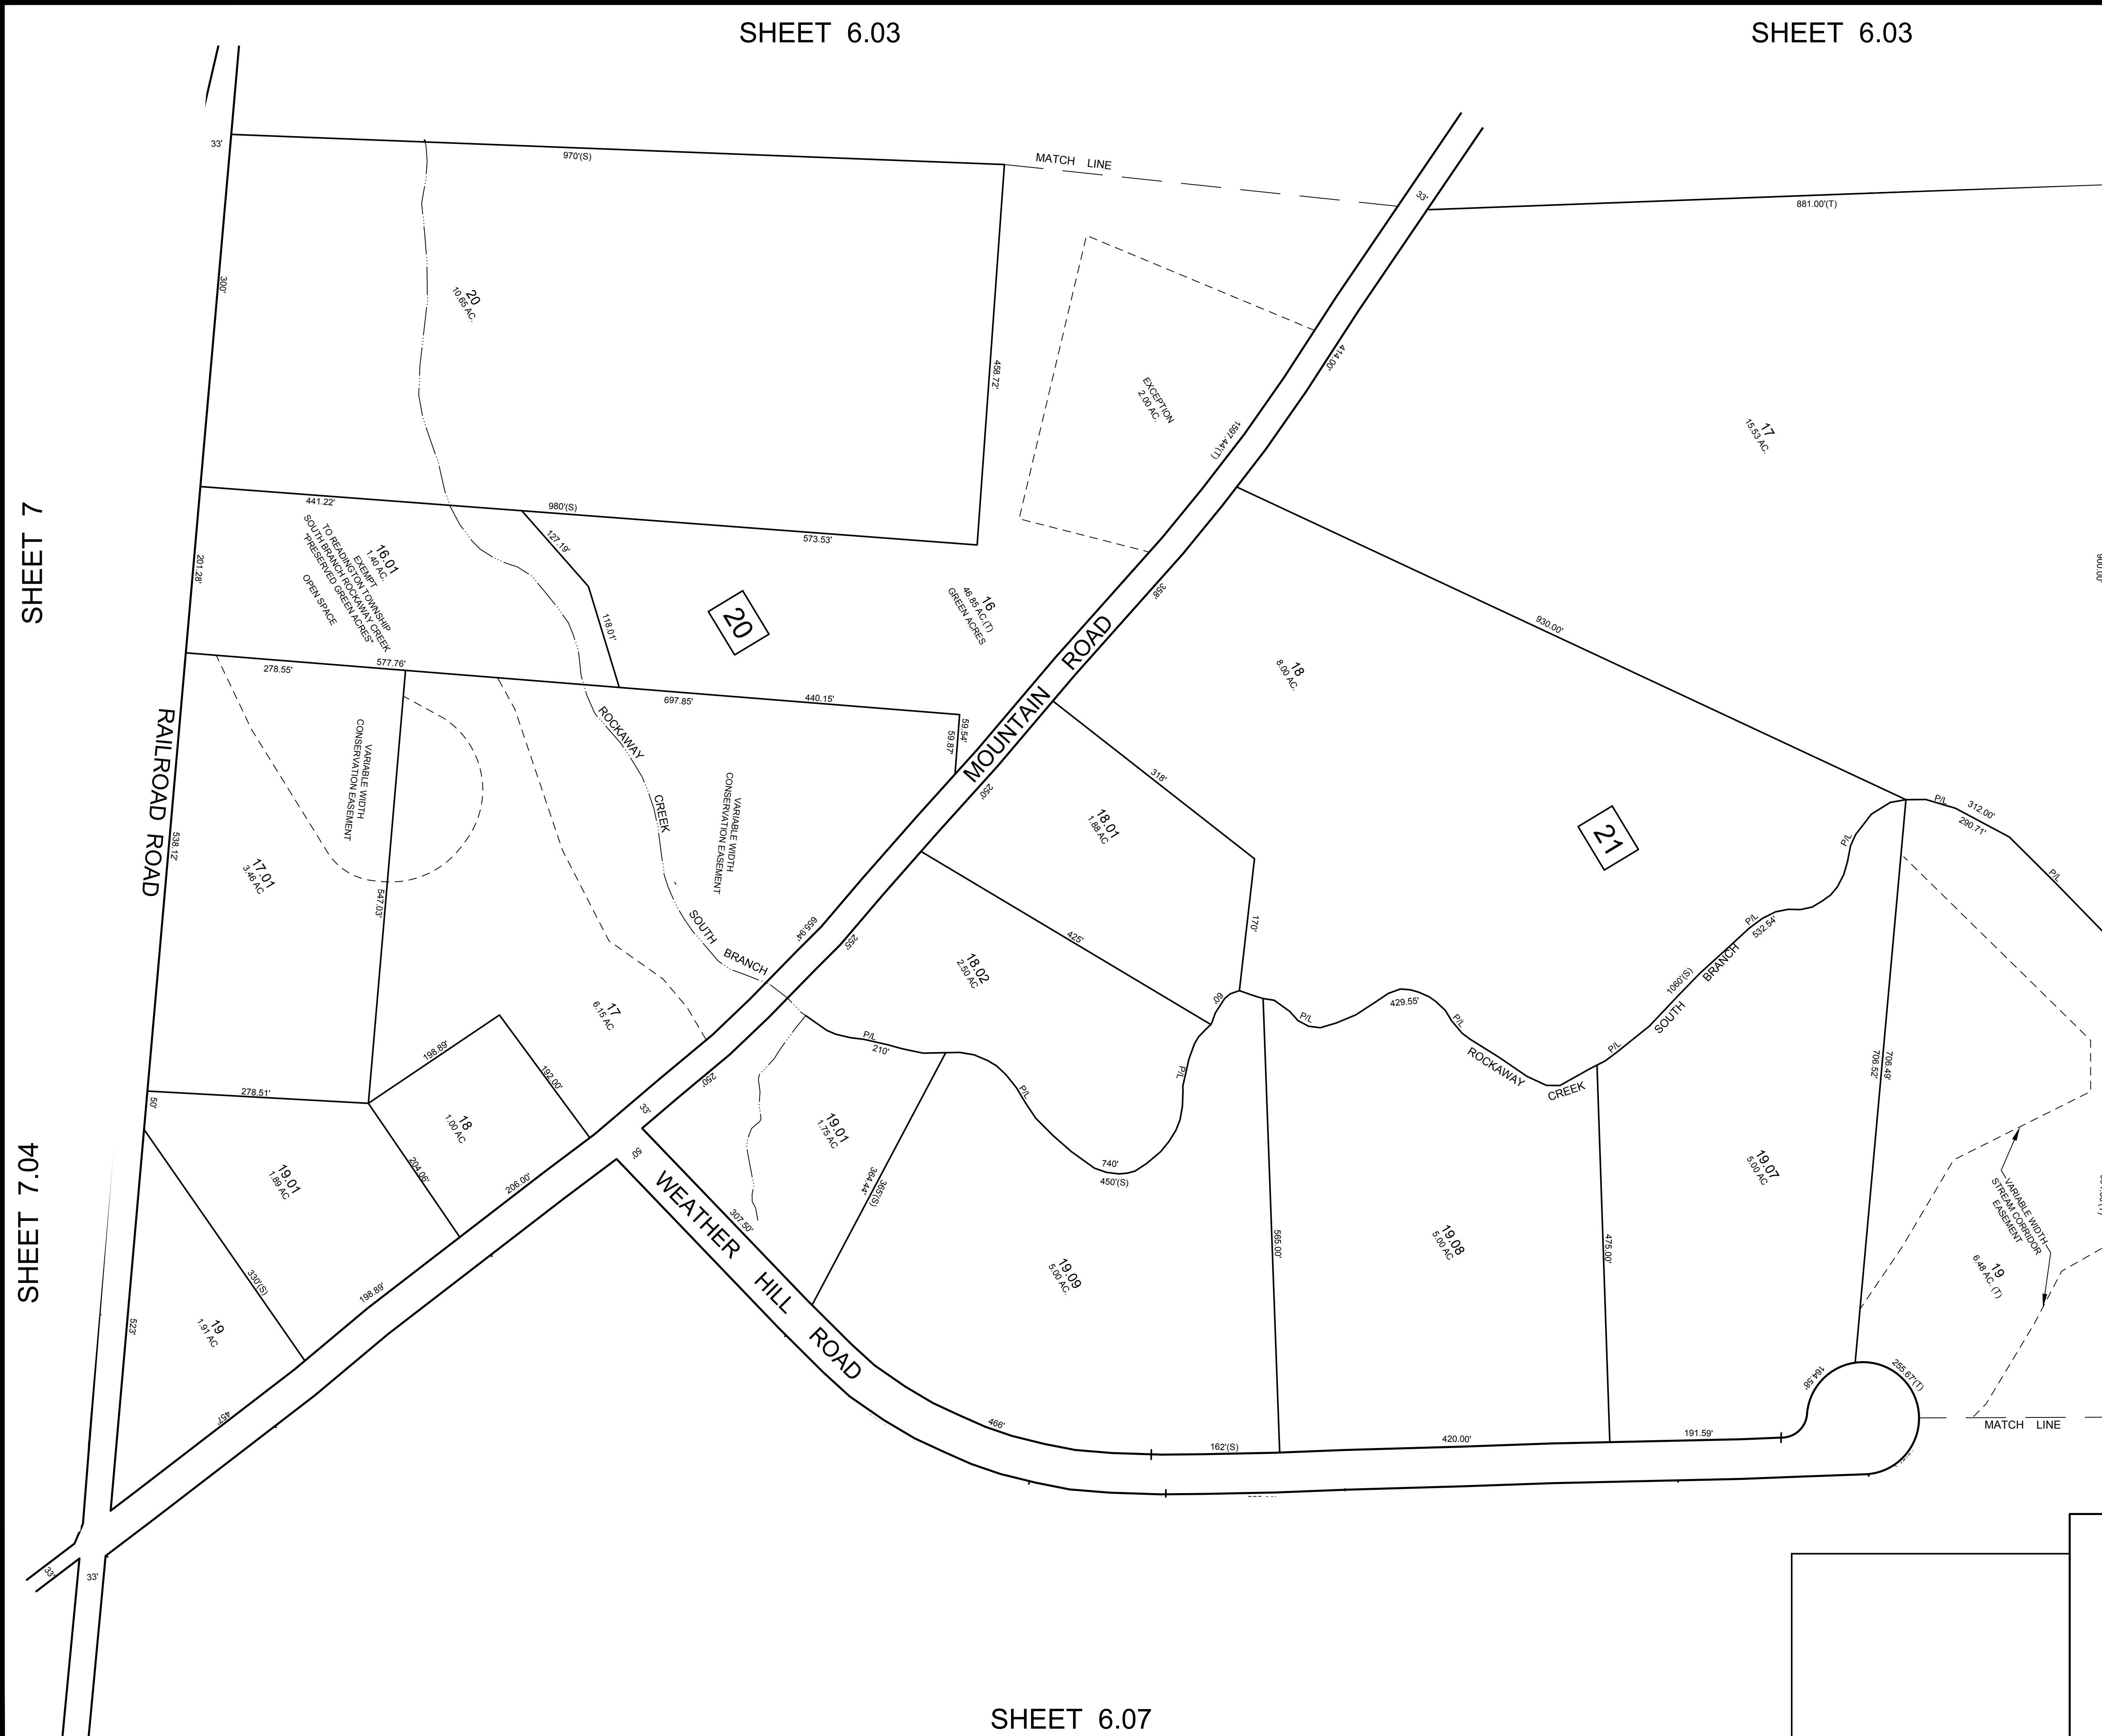 SHEET 6.03
SHEET 6.03
33'
970'(S)
MATCH LINE
33'
881.00'(T)
300'
20
10.65 AC.
458.72'
EXCEPTION
2.00 AC.
414.00'
1597.44'(T)
17
15.53 AC.
SHEET 7
441.22'
980'(S)
573.53'
127.19'
118.01'
201.28'
16.01
1.40 AC.
EXEMPT
TO READINGTON TOWNSHIP
SOUTH BRANCH ROCKAWAY CREEK
"PRESERVED GREEN ACRES"
OPEN SPACE
20
16
46.85 AC.(T)
GREEN ACRES
358'
900.00'
930.00'
278.55'
577.76'
697.85'
440.15'
59.54'
59.87'
MOUNTAIN ROAD
18
8.00 AC.
RAILROAD ROAD
VARIABLE WIDTH
CONSERVATION EASEMENT
ROCKAWAY
CREEK
SOUTH
BRANCH
VARIABLE WIDTH
CONSERVATION EASEMENT
250'
318'
18.01
1.88 AC
21
P/L
312.00'
290.71'
P/L
P/L
538.12'
17.01
3.46 AC
547.03'
655.94'
255'
425'
170'
18.02
2.50 AC
60'
P/L
429.55'
P/L
ROCKAWAY
CREEK
P/L
SOUTH
BRANCH
1060'(S)
532.54'
P/L
17
6.15 AC
198.89'
192.00'
P/L
210'
P/L
P/L
740'
450'(S)
706.52'
706.49'
278.51'
50'
250'
33'
50'
18
1.00 AC
204.06'
206.00'
19.01
1.75 AC
364.44'
365'(S)
307.50'
WEATHER HILL ROAD
19.07
5.00 AC
VARIABLE WIDTH
STREAM CORRIDOR
EASEMENT
SHEET 7.04
19.01
1.89 AC
330'(S)
198.89'
19
1.91 AC
523'
457'
19.09
5.00 AC.
565.00'
19.08
5.00 AC
475.00'
19
6.48 AC. (T)
164.58'
255.67'(T)
MATCH LINE
466'
162'(S)
420.00'
191.59'
33'
33'
SHEET 6.07